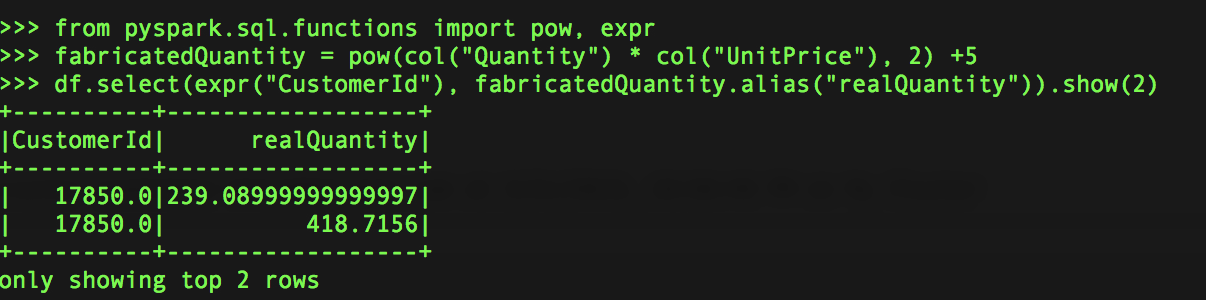 >>> from pyspark.sql.functions import pow, expr
>>> fabricatedQuantity = pow(col("Quantity") * col("UnitPrice"), 2) +5
>>> df.select(expr("CustomerId"), fabricatedQuantity.alias("realQuantity")).show(2)
+----------+------------------+
|CustomerId|      realQuantity|
+----------+------------------+
|   17850.0|239.08999999999997|
|   17850.0|          418.7156|
+----------+------------------+
only showing top 2 rows